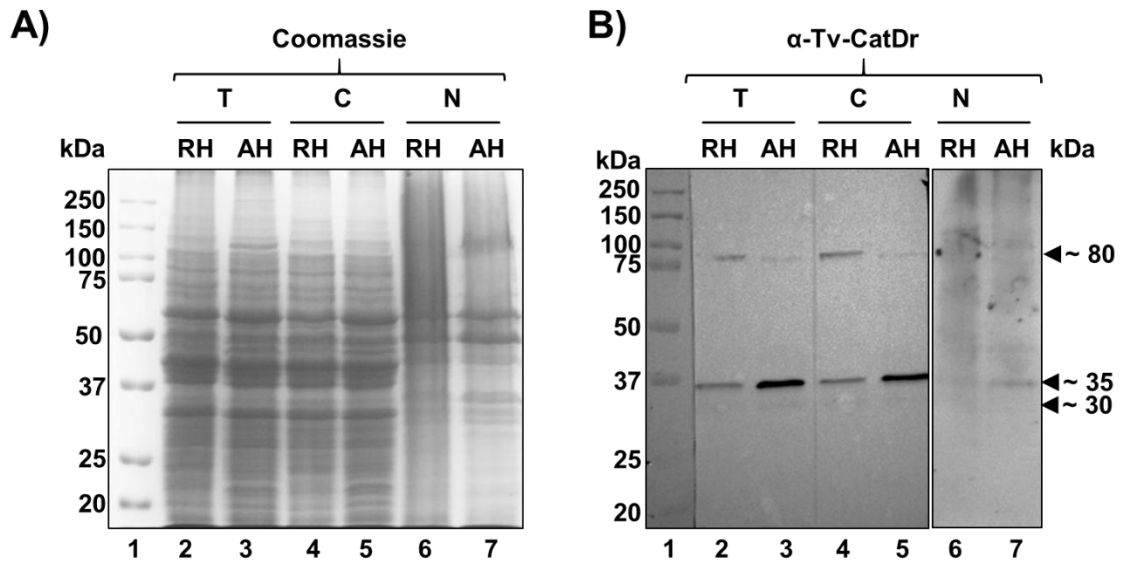 A)
Coomassie
T C N
kDa RH AH RH AH RH AH
250
150
100
75
50
37
25
20
1 2 3 4 5 6 7
B)
α-Tv-CatDr
T C N
kDa RH AH RH AH RH AH kDa
250
150
100
75
50
37
25
20
~ 80
~ 35
~ 30
1 2 3 4 5 6 7